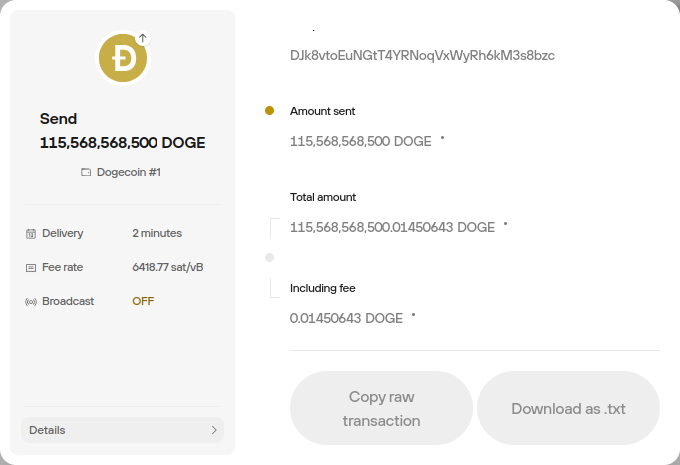 Send
115,568,568,500 DOGE
Dogecoin #1
Delivery 2 minutes
Fee rate 6418.77 sat/vB
Broadcast OFF
Details
DJk8vtoEuNGtT4YRNoqVxWyRh6kM3s8bzc
Amount sent
115,568,568,500 DOGE
Total amount
115,568,568,500.01450643 DOGE
Including fee
0.01450643 DOGE
Copy raw
transaction
Download as .txt